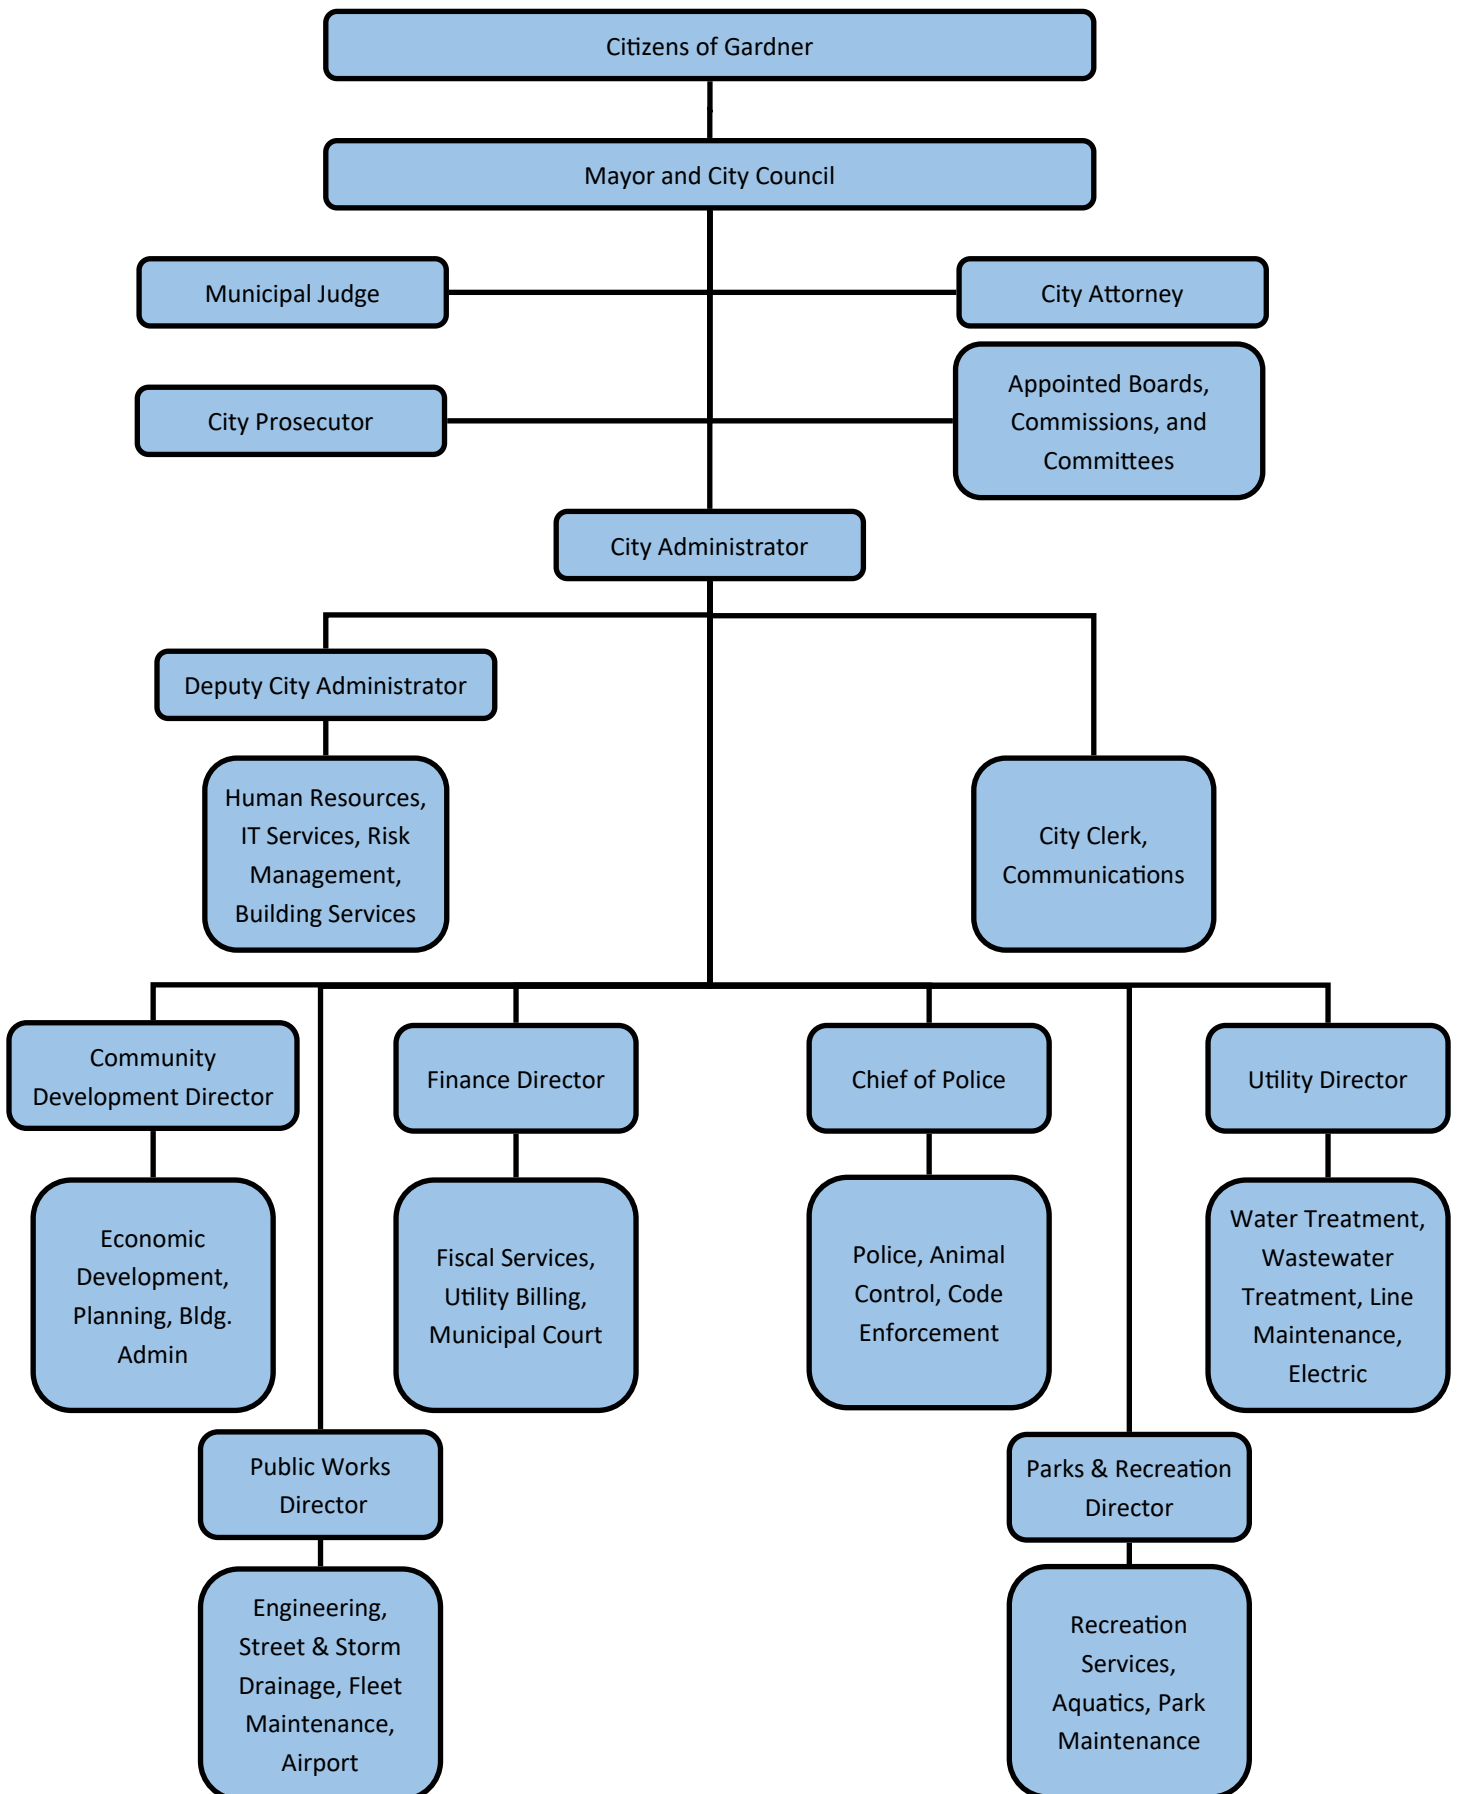 Citizens of Gardner
Mayor and City Council
Municipal Judge
City Attorney
City Prosecutor
Appointed Boards,
Commissions, and
Committees
City Administrator
Deputy City Administrator
Human Resources,
IT Services, Risk
Management,
Building Services
City Clerk,
Communications
Community
Development Director
Finance Director
Chief of Police
Utility Director
Economic
Development,
Planning, Bldg.
Admin
Fiscal Services,
Utility Billing,
Municipal Court
Police, Animal
Control, Code
Enforcement
Water Treatment,
Wastewater
Treatment, Line
Maintenance,
Electric
Public Works
Director
Parks & Recreation
Director
Engineering,
Street & Storm
Drainage, Fleet
Maintenance,
Airport
Recreation
Services,
Aquatics, Park
Maintenance